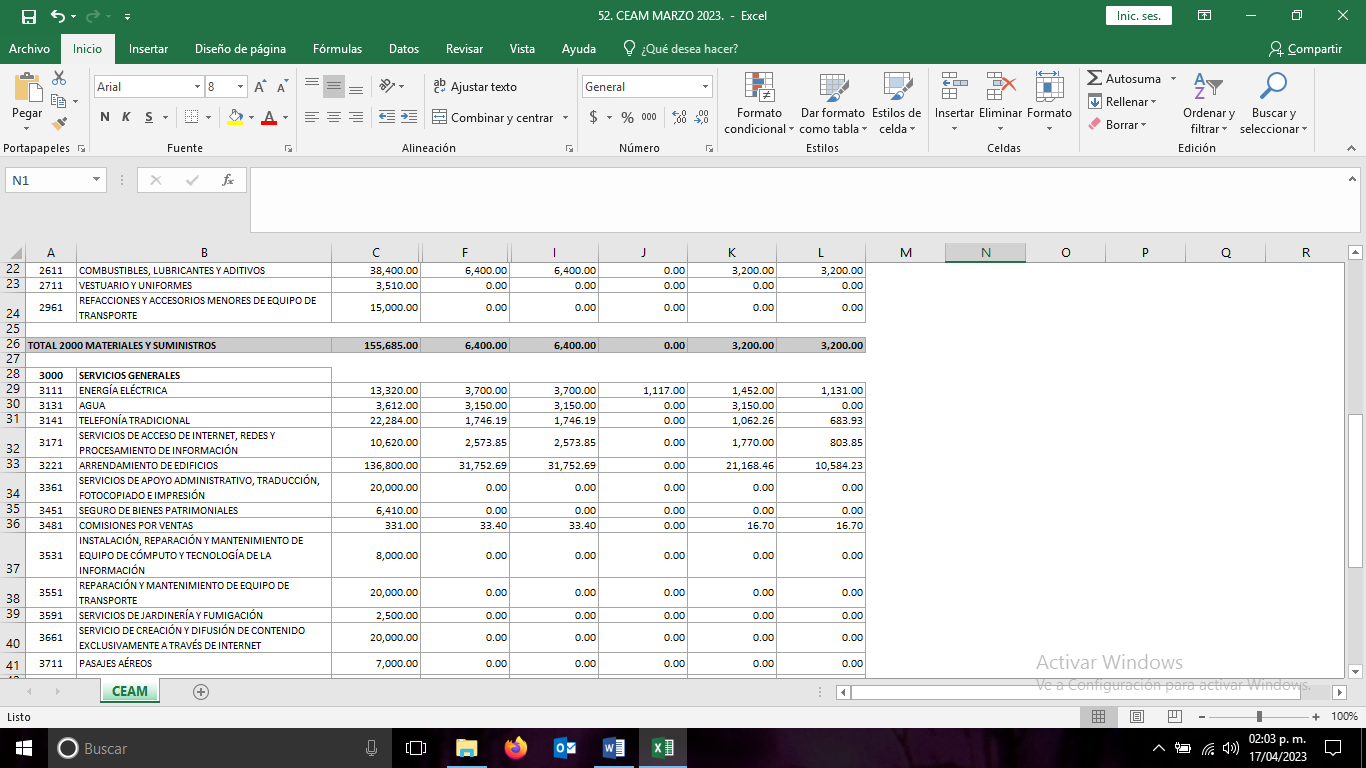 52. CEAM MARZO 2023. - Excel
Inic. ses.
Archivo Inicio Insertar Diseño de página Fórmulas Datos Revisar Vista Ayuda ¿Qué desea hacer? Compartir
Pegar
Arial 8 A A
N K S A
ab Ajustar texto
Combinar y centrar
General
$ % 000
Formato condicional
Dar formato como tabla
Estilos de celda
Insertar Eliminar Formato
Autosuma
Rellenar
Borrar
Ordenar y filtrar
Buscar y seleccionar
Portapapeles Fuente Alineación Número Estilos Celdas Edición
N1 fx
A B C F I J K L M N O P Q R
22 2611 COMBUSTIBLES, LUBRICANTES Y ADITIVOS 38,400.00 6,400.00 6,400.00 0.00 3,200.00 3,200.00
23 2711 VESTUARIO Y UNIFORMES 3,510.00 0.00 0.00 0.00 0.00 0.00
24 2961 REFACCIONES Y ACCESORIOS MENORES DE EQUIPO DE
TRANSPORTE 15,000.00 0.00 0.00 0.00 0.00 0.00
25
26 TOTAL 2000 MATERIALES Y SUMINISTROS 155,685.00 6,400.00 6,400.00 0.00 3,200.00 3,200.00
27
28 3000 SERVICIOS GENERALES
29 3111 ENERGÍA ELÉCTRICA 13,320.00 3,700.00 3,700.00 1,117.00 1,452.00 1,131.00
30 3131 AGUA 3,612.00 3,150.00 3,150.00 0.00 3,150.00 0.00
31 3141 TELEFONÍA TRADICIONAL 22,284.00 1,746.19 1,746.19 0.00 1,062.26 683.93
32 3171 SERVICIOS DE ACCESO DE INTERNET, REDES Y
PROCESAMIENTO DE INFORMACIÓN 10,620.00 2,573.85 2,573.85 0.00 1,770.00 803.85
33 3221 ARRENDAMIENTO DE EDIFICIOS 136,800.00 31,752.69 31,752.69 0.00 21,168.46 10,584.23
34 3361 SERVICIOS DE APOYO ADMINISTRATIVO, TRADUCCIÓN,
FOTOCOPIADO E IMPRESIÓN 20,000.00 0.00 0.00 0.00 0.00 0.00
35 3451 SEGURO DE BIENES PATRIMONIALES 6,410.00 0.00 0.00 0.00 0.00 0.00
36 3481 COMISIONES POR VENTAS 331.00 33.40 33.40 0.00 16.70 16.70
37 3531 INSTALACIÓN, REPARACIÓN Y MANTENIMIENTO DE
EQUIPO DE CÓMPUTO Y TECNOLOGÍA DE LA
INFORMACIÓN 8,000.00 0.00 0.00 0.00 0.00 0.00
38 3551 REPARACIÓN Y MANTENIMIENTO DE EQUIPO DE
TRANSPORTE 20,000.00 0.00 0.00 0.00 0.00 0.00
39 3591 SERVICIOS DE JARDINERÍA Y FUMIGACIÓN 2,500.00 0.00 0.00 0.00 0.00 0.00
40 3661 SERVICIO DE CREACIÓN Y DIFUSIÓN DE CONTENIDO
EXCLUSIVAMENTE A TRAVÉS DE INTERNET 20,000.00 0.00 0.00 0.00 0.00 0.00
41 3711 PASAJES AÉREOS 7,000.00 0.00 0.00 0.00 0.00 0.00
Activar Windows
Ve a Configuración para activar Windows.
CEAM
Listo 100%
Buscar
02:03 p. m.
17/04/2023